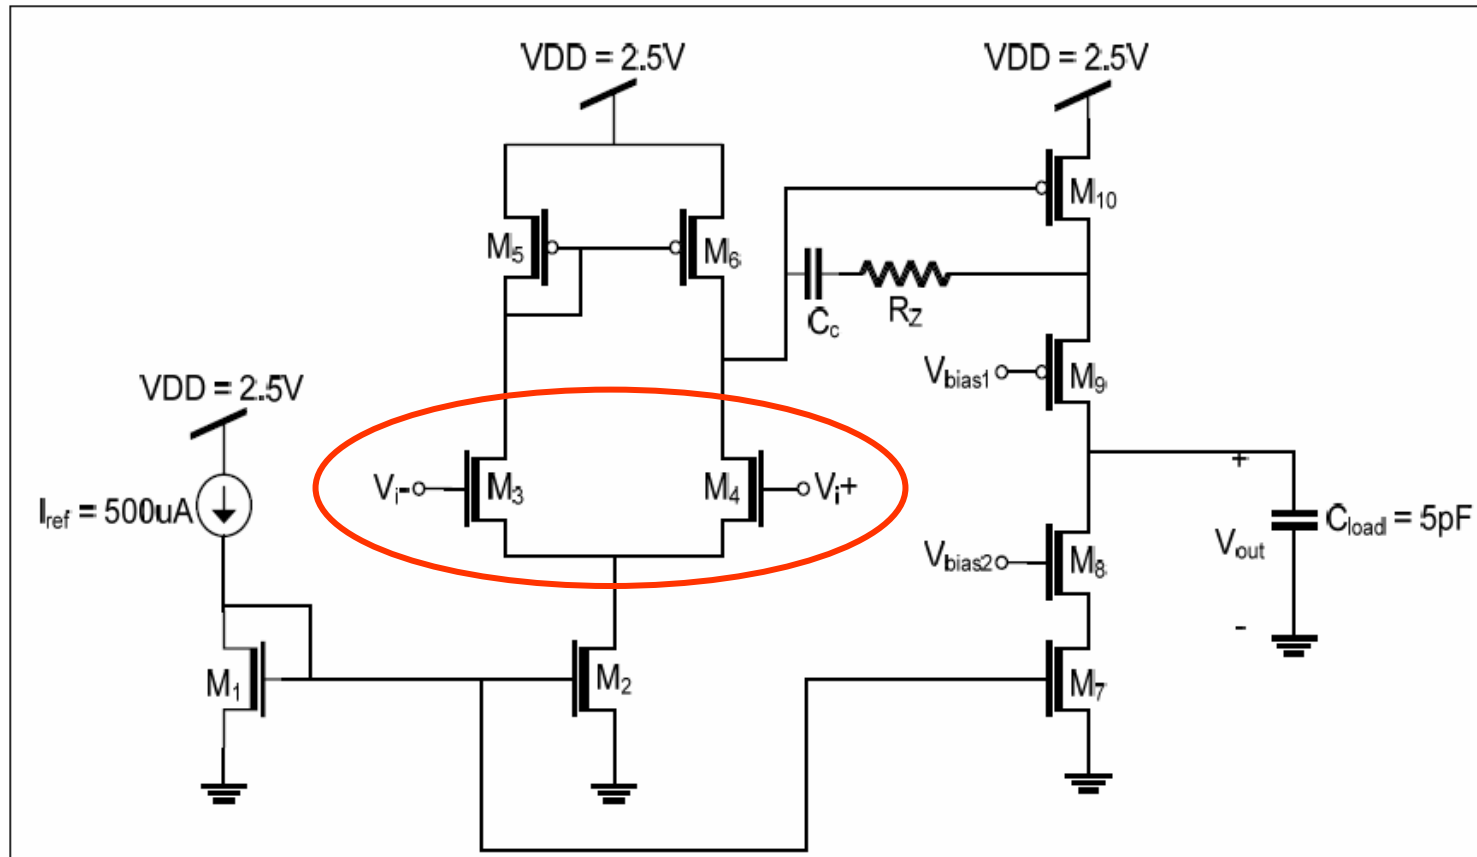 VDD = 2.5V
VDD = 2.5V
M10
M5
M6
Cc
RZ
VDD = 2.5V
Vbias1
M9
Iref = 500uA
Vi-
M3
M4
Vi+
+
Vout
Cload = 5pF
Vbias2
M8
-
M1
M2
M7